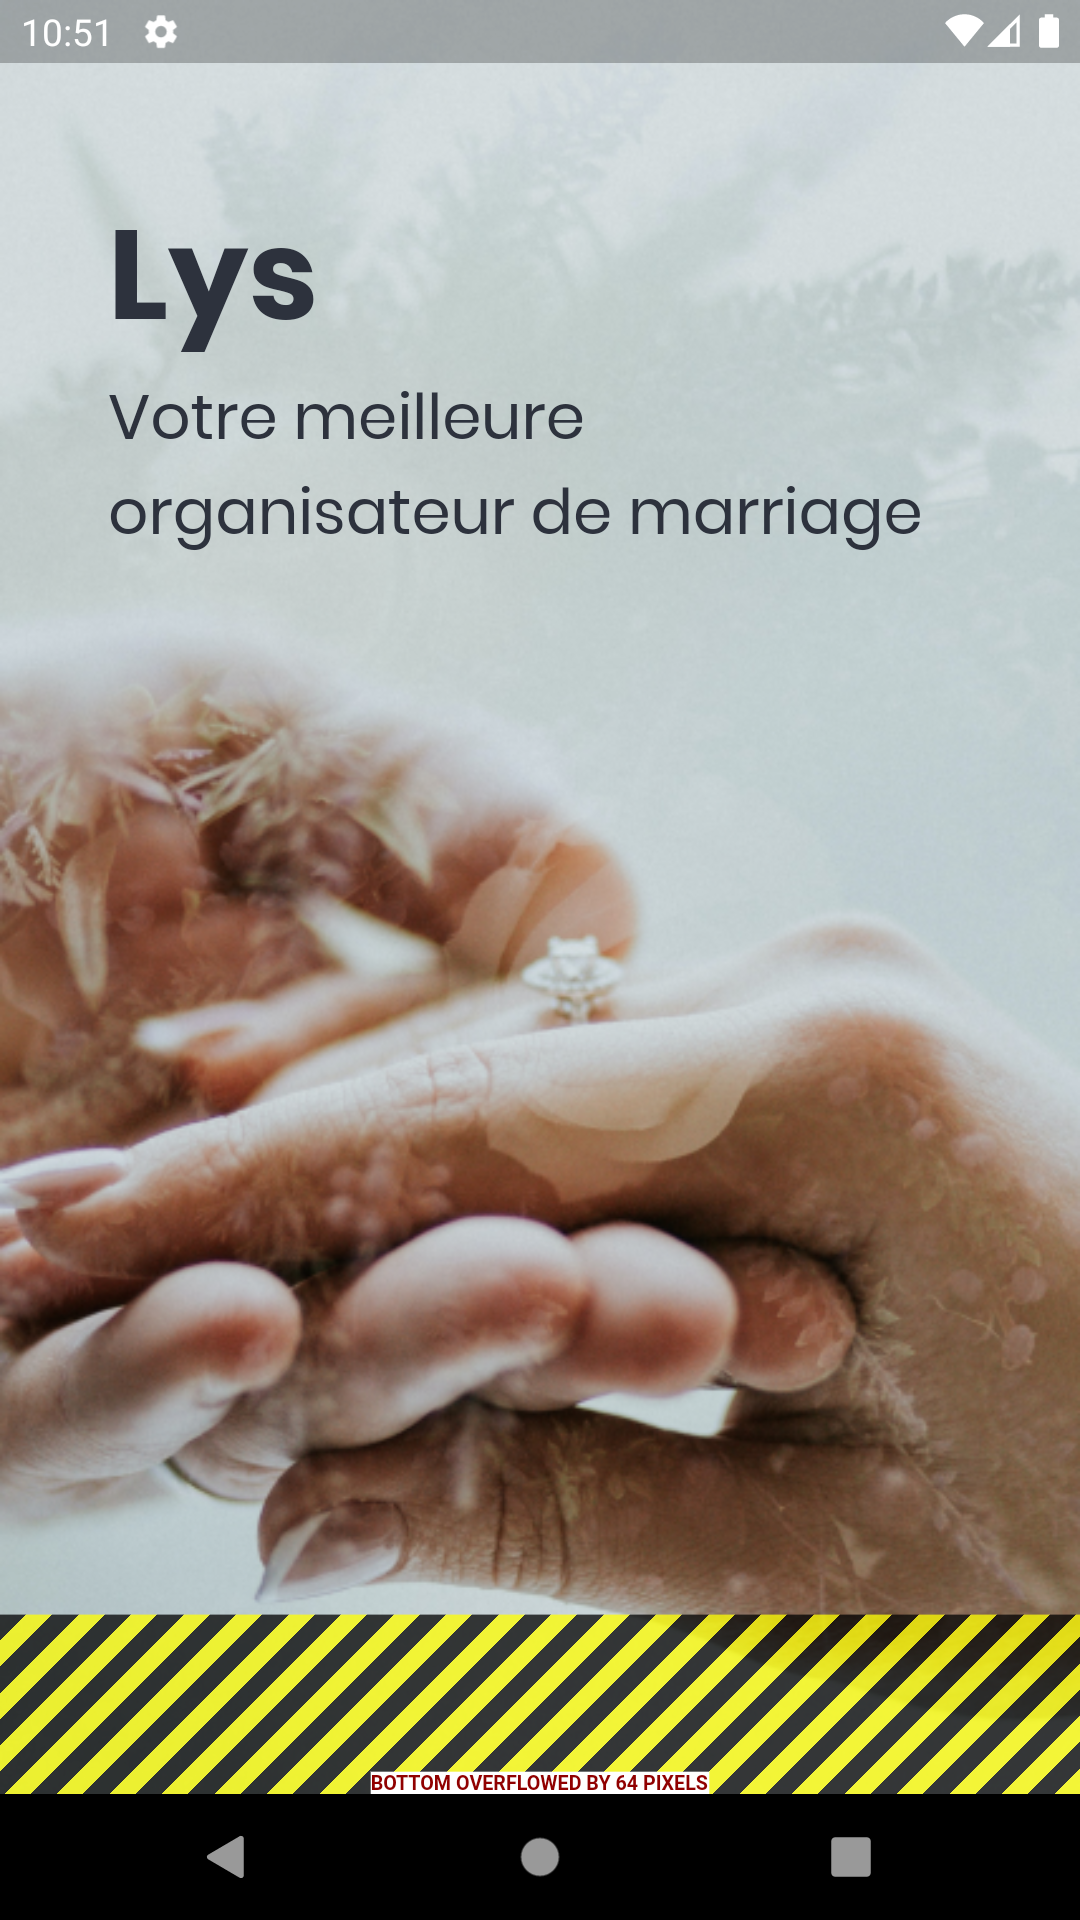 10:51
Lys
Votre meilleure
organisateur de marriage
BOTTOM OVERFLOWED BY 64 PIXELS